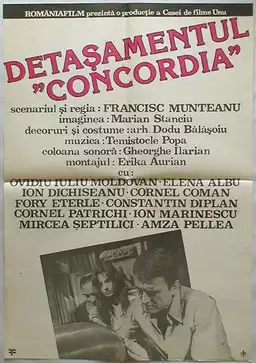 ROMÂNIAFILM prezintă o producţie a Casei de filme Unu
DETAŞAMENTUL
"CONCORDIA"
scenariul şi regia : FRANCISC MUNTEANU
imaginea : Marian Stanciu
decoruri şi costume : arh. Dodu Bălăşoiu
muzica : Temistocle Popa
coloana sonoră : Gheorghe Ilarian
montajul : Erika Aurian
cu :
OVIDIU IULIU MOLDOVAN · ELENA ALBU
ION DICHISEANU · CORNEL COMAN
FORY ETERLE · CONSTANTIN DIPLAN
CORNEL PATRICHI · ION MARINESCU
MIRCEA ŞEPTILICI · AMZA PELLEA